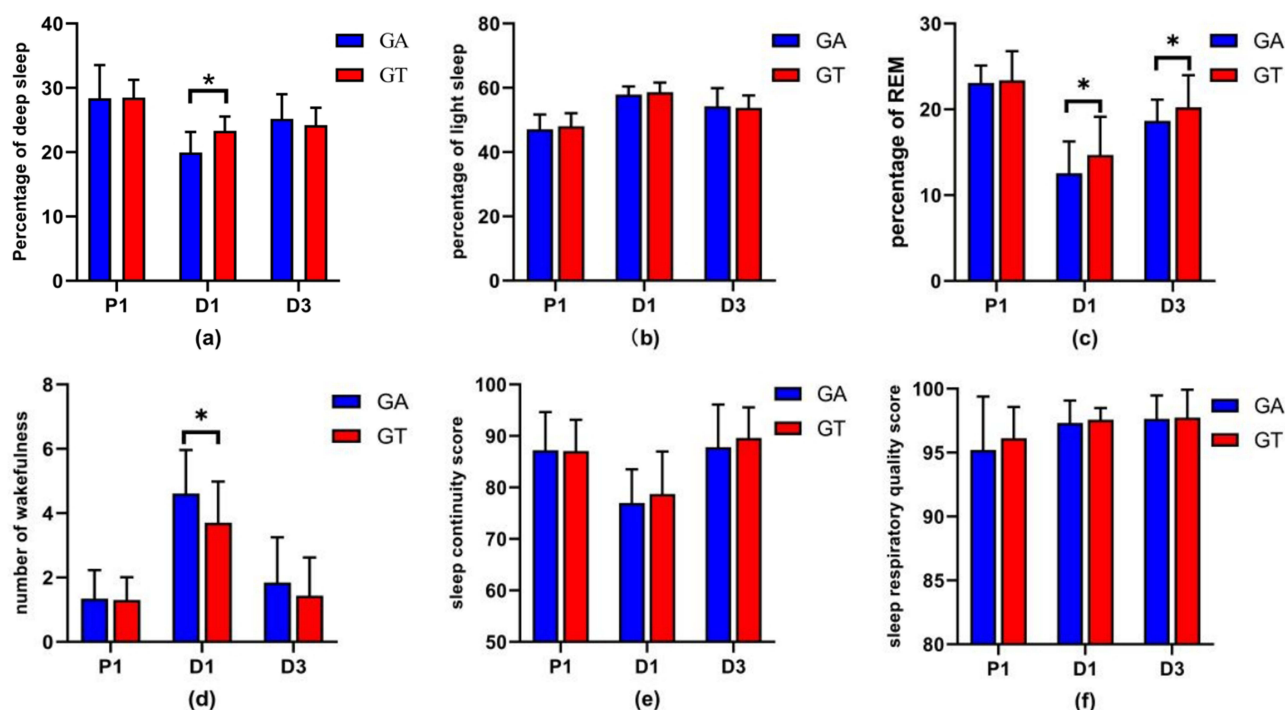 Percentage of deep sleep
40
30
20
10
0
*
GA
GT
P1 D1 D3
(a)
percentage of light sleep
80
60
40
20
0
GA
GT
P1 D1 D3
(b)
percentage of REM
30
20
10
0
*
*
GA
GT
P1 D1 D3
(c)
number of wakefulness
8
6
4
2
0
*
GA
GT
P1 D1 D3
(d)
sleep continuity score
100
90
80
70
60
50
GA
GT
P1 D1 D3
(e)
sleep respiratory quality score
100
95
90
85
80
GA
GT
P1 D1 D3
(f)